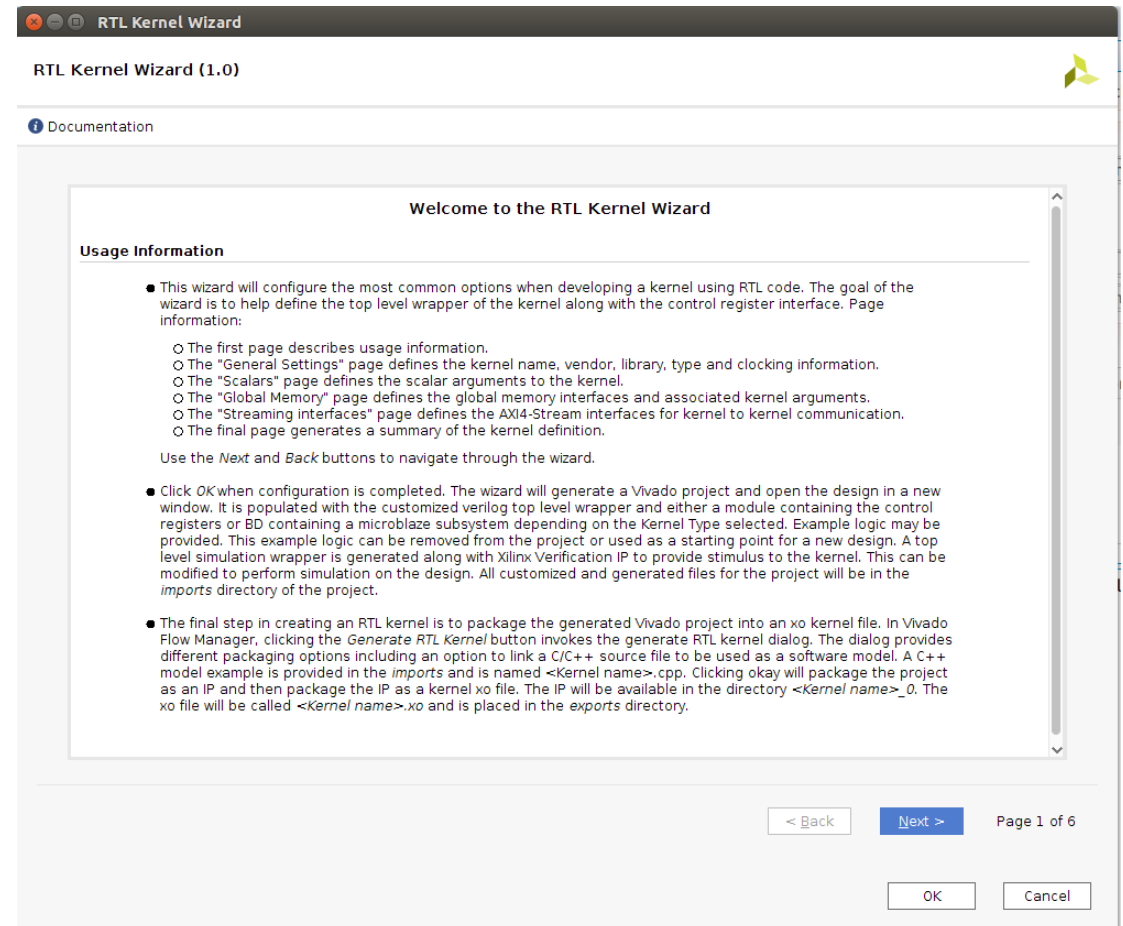 RTL Kernel Wizard
RTL Kernel Wizard (1.0)
Documentation
Welcome to the RTL Kernel Wizard
Usage Information
This wizard will configure the most common options when developing a kernel using RTL code. The goal of the
wizard is to help define the top level wrapper of the kernel along with the control register interface. Page
information:
The first page describes usage information.
The "General Settings" page defines the kernel name, vendor, library, type and clocking information.
The "Scalars" page defines the scalar arguments to the kernel.
The "Global Memory" page defines the global memory interfaces and associated kernel arguments.
The "Streaming interfaces" page defines the AXI4-Stream interfaces for kernel to kernel communication.
The final page generates a summary of the kernel definition.
Use the Next and Back buttons to navigate through the wizard.
Click OK when configuration is completed. The wizard will generate a Vivado project and open the design in a new
window. It is populated with the customized verilog top level wrapper and either a module containing the control
registers or BD containing a microblaze subsystem depending on the Kernel Type selected. Example logic may be
provided. This example logic can be removed from the project or used as a starting point for a new design. A top
level simulation wrapper is generated along with Xilinx Verification IP to provide stimulus to the kernel. This can be
modified to perform simulation on the design. All customized and generated files for the project will be in the
imports directory of the project.
The final step in creating an RTL kernel is to package the generated Vivado project into an xo kernel file. In Vivado
Flow Manager, clicking the Generate RTL Kernel button invokes the generate RTL kernel dialog. The dialog provides
different packaging options including an option to link a C/C++ source file to be used as a software model. A C++
model example is provided in the imports and is named <Kernel name>.cpp. Clicking okay will package the project
as an IP and then package the IP as a kernel xo file. The IP will be available in the directory <Kernel name>_0. The
xo file will be called <Kernel name>.xo and is placed in the exports directory.
< Back
Next >
Page 1 of 6
OK
Cancel